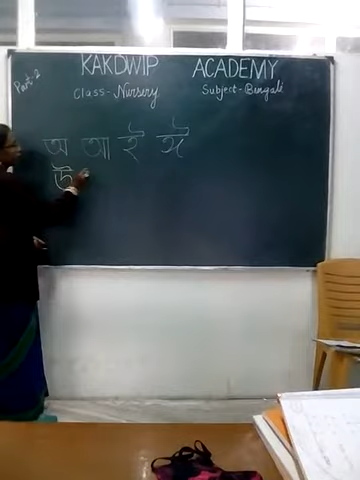 KAKDWIP ACADEMY
Part-2
Class-Nursery Subject-Bengali
অ আ ই ঈ
উ